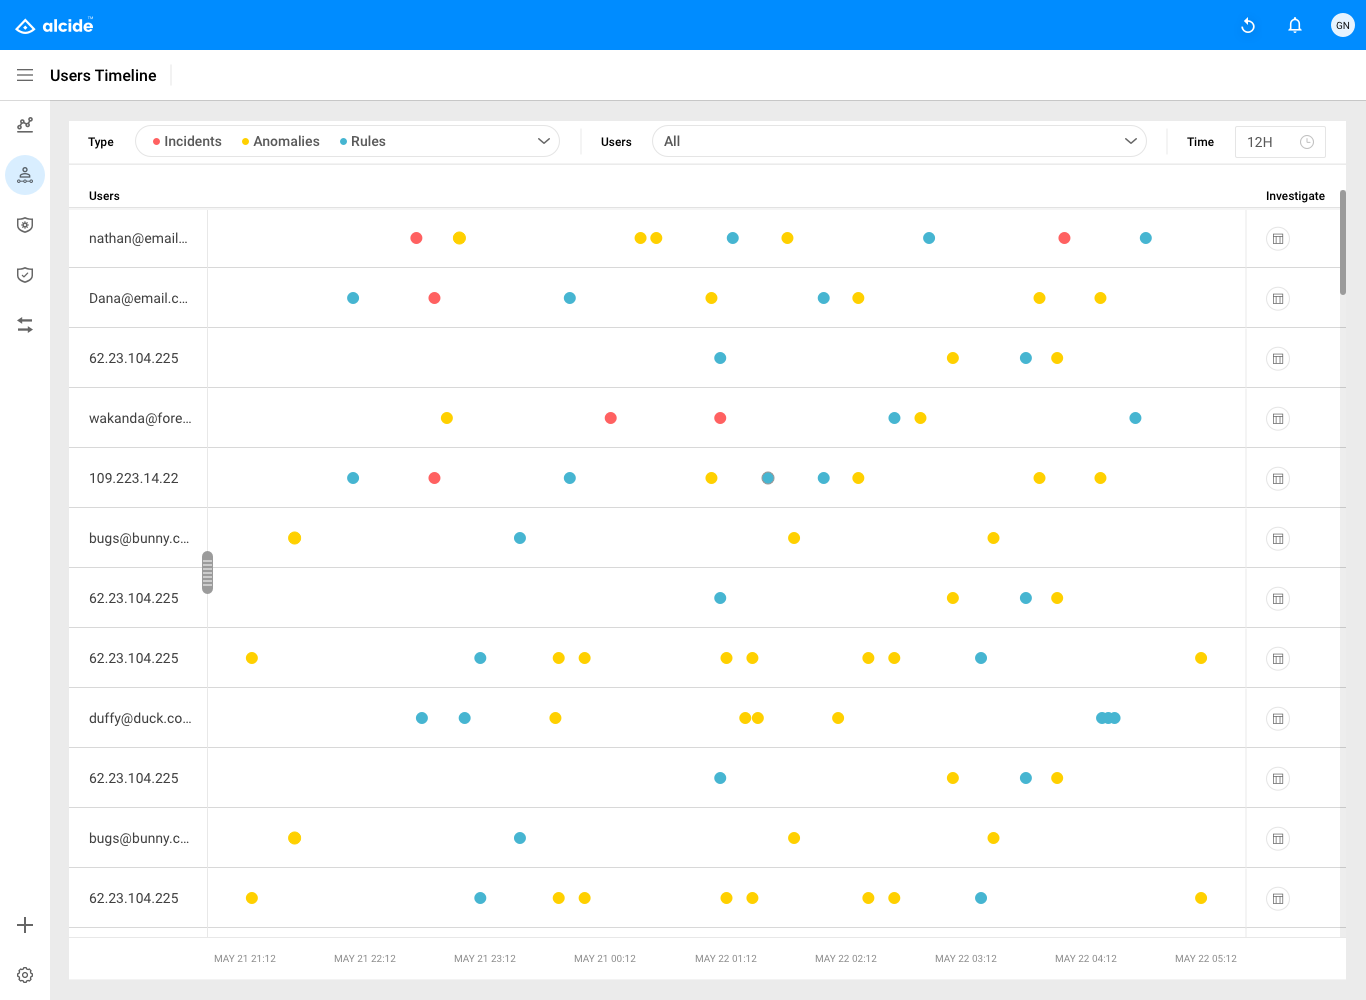 alcide™
GN
Users Timeline
Type Incidents Anomalies Rules Users All Time 12H
Users Investigate
nathan@email...
Dana@email.c...
62.23.104.225
wakanda@fore...
109.223.14.22
bugs@bunny.c...
62.23.104.225
62.23.104.225
duffy@duck.co...
62.23.104.225
bugs@bunny.c...
62.23.104.225
MAY 21 21:12 MAY 21 22:12 MAY 21 23:12 MAY 21 00:12 MAY 22 01:12 MAY 22 02:12 MAY 22 03:12 MAY 22 04:12 MAY 22 05:12